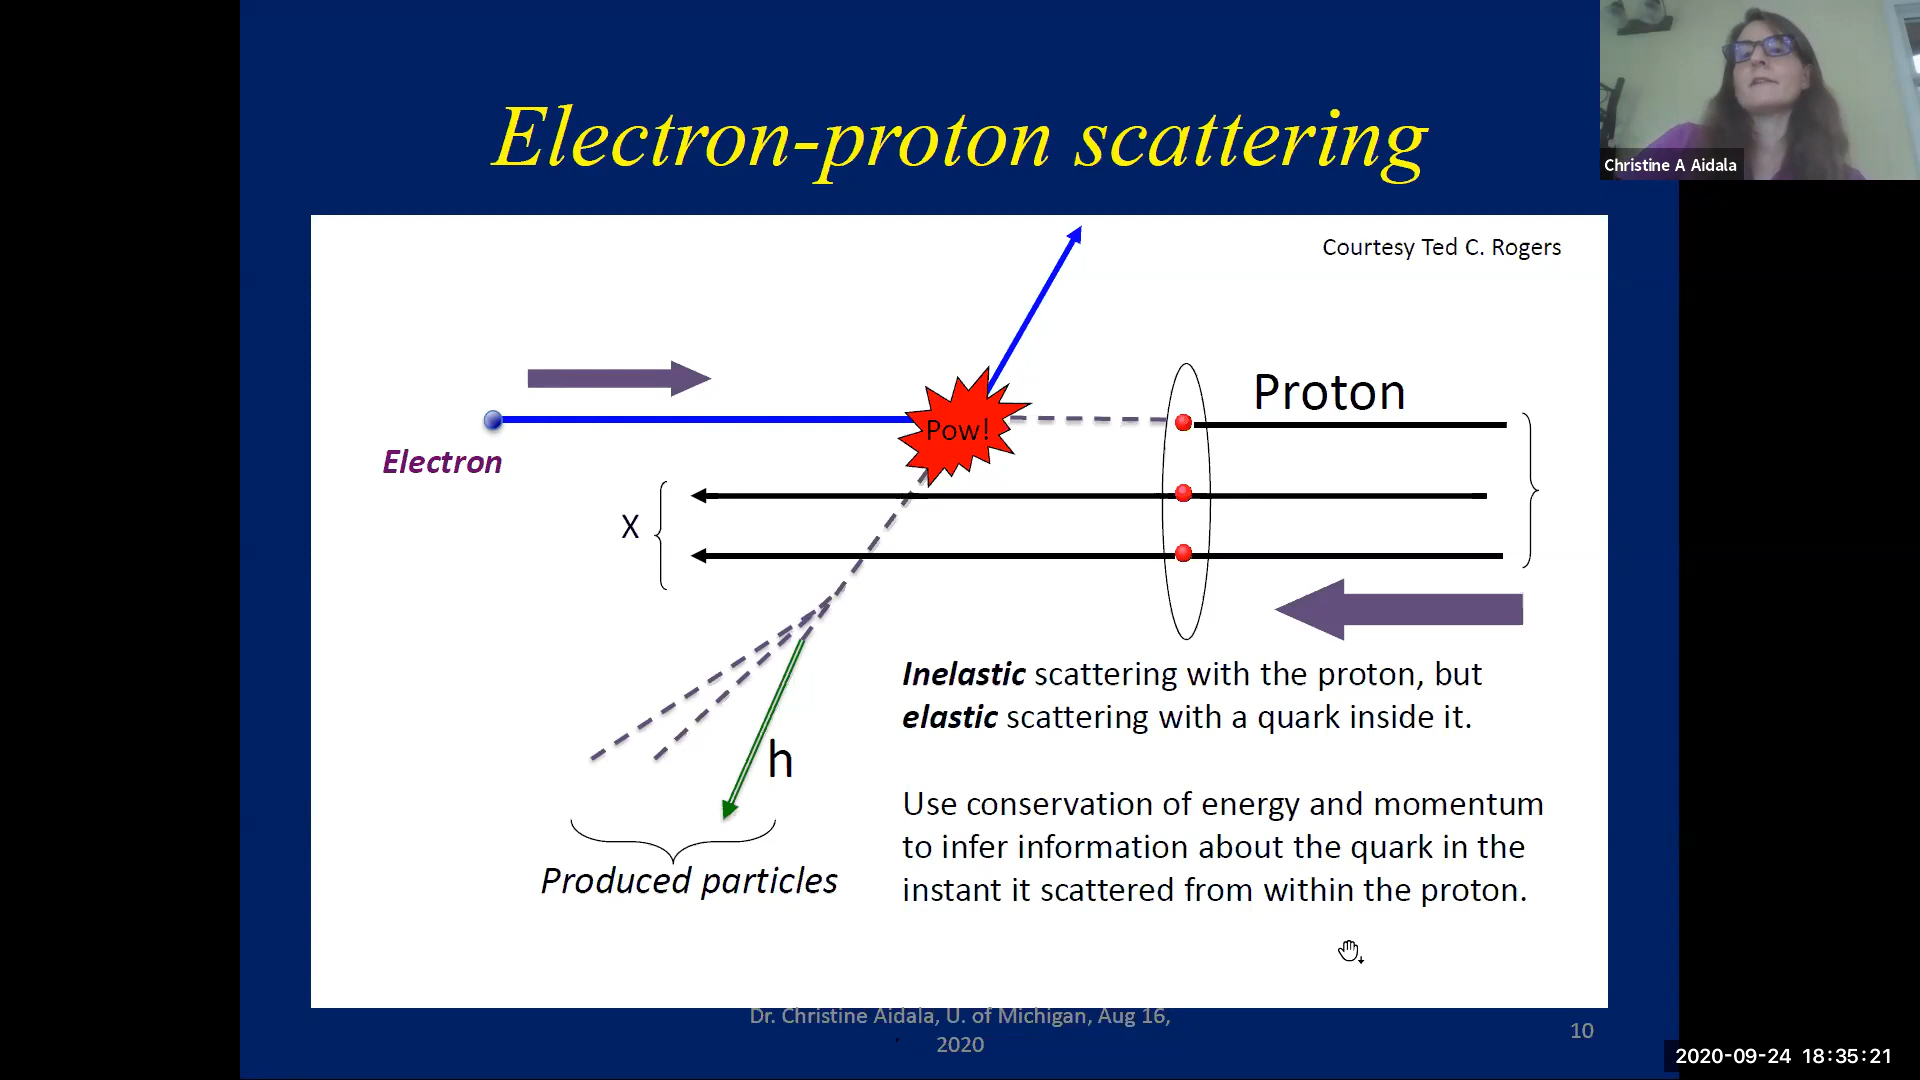 Electron-proton scattering
Christine A Aidala
Courtesy Ted C. Rogers
Proton
Pow!
Electron
X
Inelastic scattering with the proton, but
elastic scattering with a quark inside it.
h
Use conservation of energy and momentum
to infer information about the quark in the
instant it scattered from within the proton.
Produced particles
Dr. Christine Aidala, U. of Michigan, Aug 16,
2020
10
2020-09-24 18:35:21